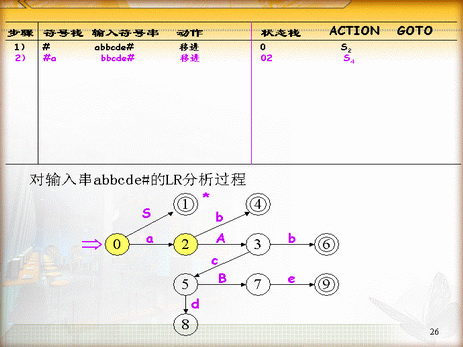 步骤 符号栈 输入符号串 动作 状态栈 ACTION GOTO
1) # abbcde# 移进 0 S2
2) #a bbcde# 移进 02 S4
对输入串abbcde#的LR分析过程
1 * 4
S b
0 a 2 A 3 b 6
c
5 B 7 e 9
d
8
26